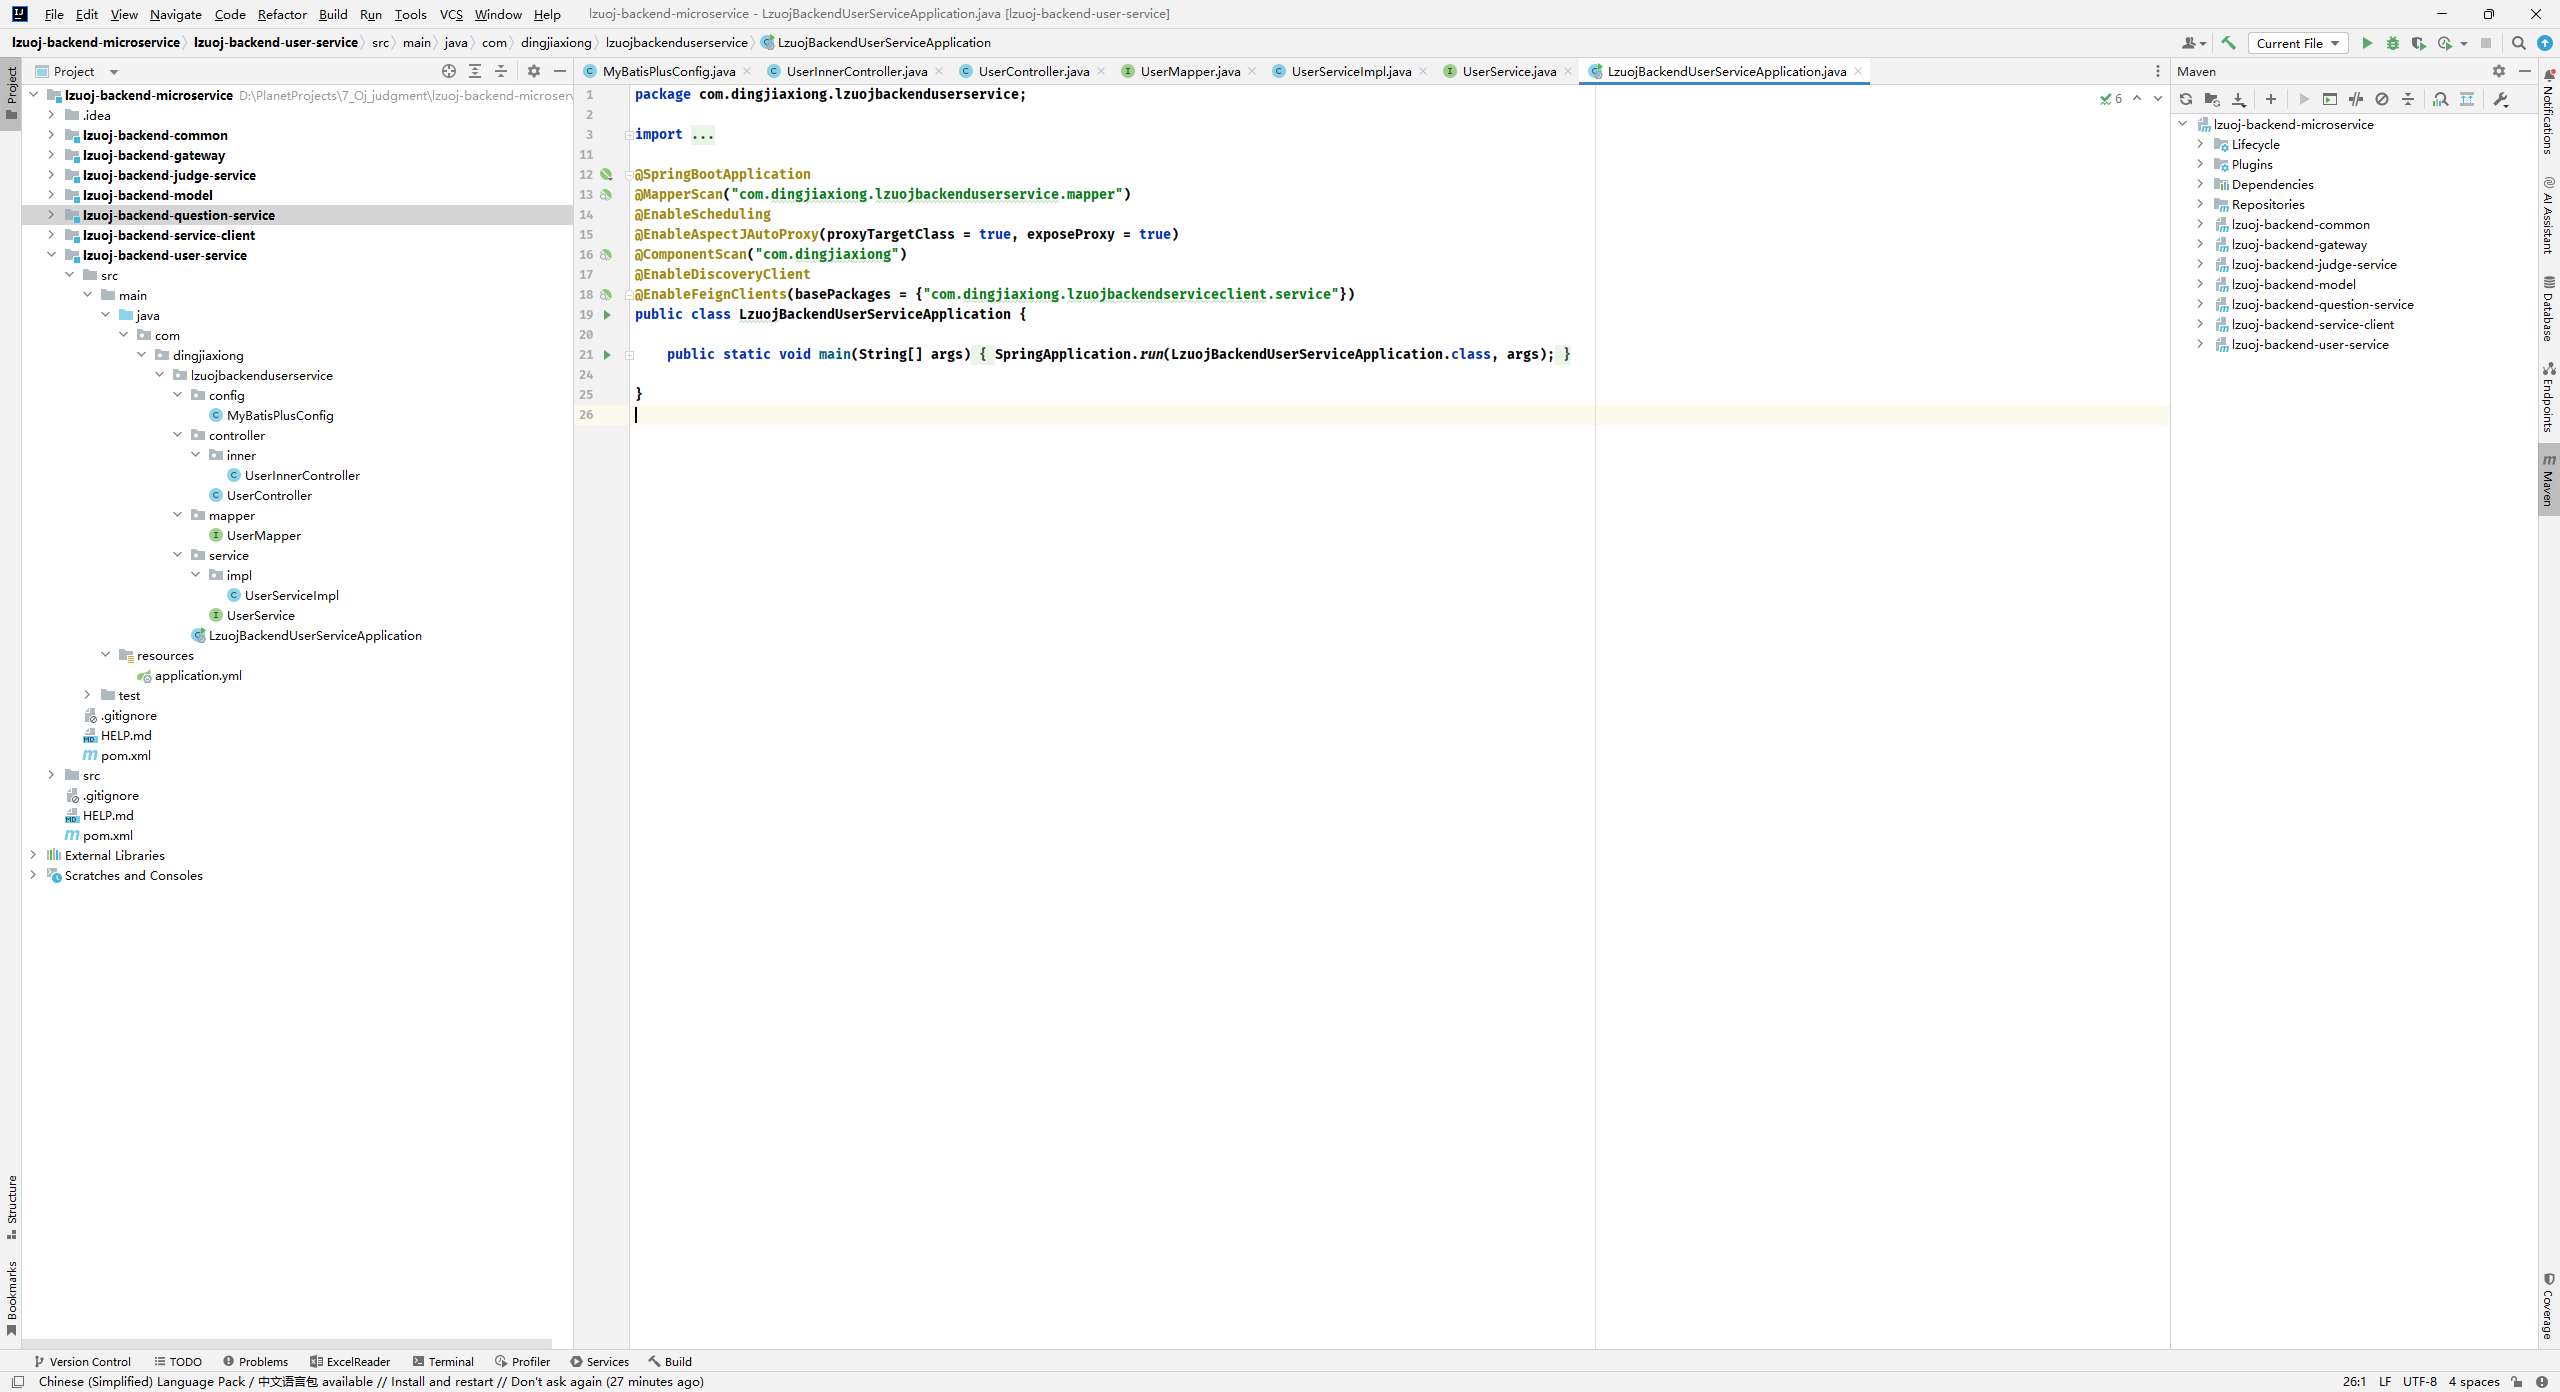 File Edit View Navigate Code Refactor Build Run Tools VCS Window Help lzuoj-backend-microservice - LzuojBackendUserServiceApplication.java [lzuoj-backend-user-service]
lzuoj-backend-microservice lzuoj-backend-user-service src main java com dingjiaxiong lzuojbackenduserservice LzuojBackendUserServiceApplication
Current File
Project
Project
lzuoj-backend-microservice D:\PlanetProjects\7_Oj_judgment\lzuoj-backend-microserv
.idea
lzuoj-backend-common
lzuoj-backend-gateway
lzuoj-backend-judge-service
lzuoj-backend-model
lzuoj-backend-question-service
lzuoj-backend-service-client
lzuoj-backend-user-service
src
main
java
com
dingjiaxiong
lzuojbackenduserservice
config
MyBatisPlusConfig
controller
inner
UserInnerController
UserController
mapper
UserMapper
service
impl
UserServiceImpl
UserService
LzuojBackendUserServiceApplication
resources
application.yml
test
.gitignore
HELP.md
pom.xml
src
.gitignore
HELP.md
pom.xml
External Libraries
Scratches and Consoles
Structure
Bookmarks
MyBatisPlusConfig.java UserInnerController.java UserController.java UserMapper.java UserServiceImpl.java UserService.java LzuojBackendUserServiceApplication.java
6
1 package com.dingjiaxiong.lzuojbackenduserservice;
2
3 import ...
11
12 @SpringBootApplication
13 @MapperScan("com.dingjiaxiong.lzuojbackenduserservice.mapper")
14 @EnableScheduling
15 @EnableAspectJAutoProxy(proxyTargetClass = true, exposeProxy = true)
16 @ComponentScan("com.dingjiaxiong")
17 @EnableDiscoveryClient
18 @EnableFeignClients(basePackages = {"com.dingjiaxiong.lzuojbackendserviceclient.service"})
19 public class LzuojBackendUserServiceApplication {
20
21 public static void main(String[] args) { SpringApplication.run(LzuojBackendUserServiceApplication.class, args); }
24
25 }
26
Maven
lzuoj-backend-microservice
Lifecycle
Plugins
Dependencies
Repositories
lzuoj-backend-common
lzuoj-backend-gateway
lzuoj-backend-judge-service
lzuoj-backend-model
lzuoj-backend-question-service
lzuoj-backend-service-client
lzuoj-backend-user-service
Notifications
AI Assistant
Database
Endpoints
Maven
Coverage
Version Control TODO Problems ExcelReader Terminal Profiler Services Build
Chinese (Simplified) Language Pack / 中文语言包 available // Install and restart // Don't ask again (27 minutes ago) 26:1 LF UTF-8 4 spaces